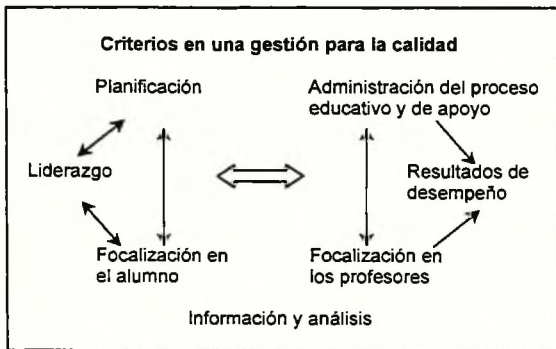 Criterios en una gestión para la calidad
Planificación
Administración del proceso
educativo y de apoyo
Liderazgo
Resultados de
desempeño
Focalización en
el alumno
Focalización en
los profesores
Información y análisis